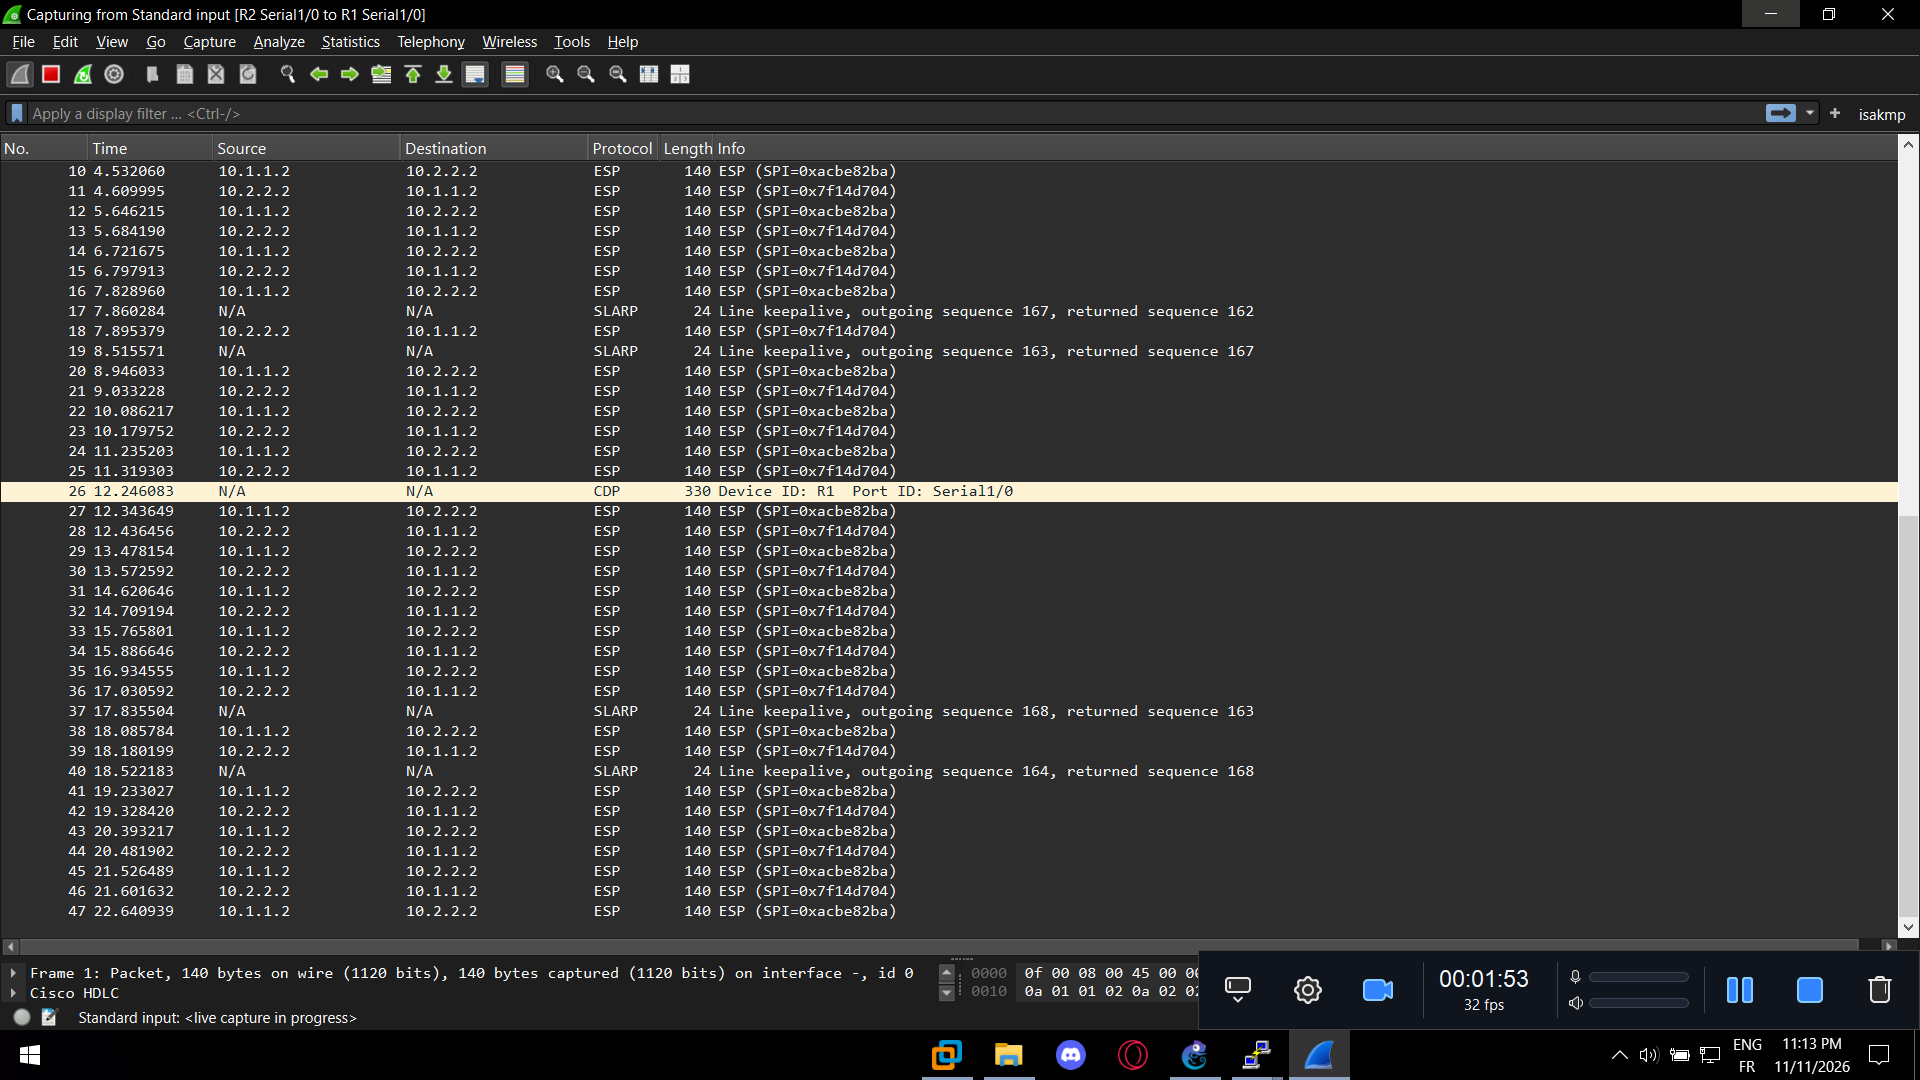 Capturing from Standard input [R2 Serial1/0 to R1 Serial1/0]
File Edit View Go Capture Analyze Statistics Telephony Wireless Tools Help
Apply a display filter ... <Ctrl-/> + isakmp
No. Time Source Destination Protocol Length Info
10 4.532060 10.1.1.2 10.2.2.2 ESP 140 ESP (SPI=0xacbe82ba)
11 4.609995 10.2.2.2 10.1.1.2 ESP 140 ESP (SPI=0x7f14d704)
12 5.646215 10.1.1.2 10.2.2.2 ESP 140 ESP (SPI=0xacbe82ba)
13 5.684190 10.2.2.2 10.1.1.2 ESP 140 ESP (SPI=0x7f14d704)
14 6.721675 10.1.1.2 10.2.2.2 ESP 140 ESP (SPI=0xacbe82ba)
15 6.797913 10.2.2.2 10.1.1.2 ESP 140 ESP (SPI=0x7f14d704)
16 7.828960 10.1.1.2 10.2.2.2 ESP 140 ESP (SPI=0xacbe82ba)
17 7.860284 N/A N/A SLARP 24 Line keepalive, outgoing sequence 167, returned sequence 162
18 7.895379 10.2.2.2 10.1.1.2 ESP 140 ESP (SPI=0x7f14d704)
19 8.515571 N/A N/A SLARP 24 Line keepalive, outgoing sequence 163, returned sequence 167
20 8.946033 10.1.1.2 10.2.2.2 ESP 140 ESP (SPI=0xacbe82ba)
21 9.033228 10.2.2.2 10.1.1.2 ESP 140 ESP (SPI=0x7f14d704)
22 10.086217 10.1.1.2 10.2.2.2 ESP 140 ESP (SPI=0xacbe82ba)
23 10.179752 10.2.2.2 10.1.1.2 ESP 140 ESP (SPI=0x7f14d704)
24 11.235203 10.1.1.2 10.2.2.2 ESP 140 ESP (SPI=0xacbe82ba)
25 11.319303 10.2.2.2 10.1.1.2 ESP 140 ESP (SPI=0x7f14d704)
26 12.246083 N/A N/A CDP 330 Device ID: R1 Port ID: Serial1/0
27 12.343649 10.1.1.2 10.2.2.2 ESP 140 ESP (SPI=0xacbe82ba)
28 12.436456 10.2.2.2 10.1.1.2 ESP 140 ESP (SPI=0x7f14d704)
29 13.478154 10.1.1.2 10.2.2.2 ESP 140 ESP (SPI=0xacbe82ba)
30 13.572592 10.2.2.2 10.1.1.2 ESP 140 ESP (SPI=0x7f14d704)
31 14.620646 10.1.1.2 10.2.2.2 ESP 140 ESP (SPI=0xacbe82ba)
32 14.709194 10.2.2.2 10.1.1.2 ESP 140 ESP (SPI=0x7f14d704)
33 15.765801 10.1.1.2 10.2.2.2 ESP 140 ESP (SPI=0xacbe82ba)
34 15.886646 10.2.2.2 10.1.1.2 ESP 140 ESP (SPI=0x7f14d704)
35 16.934555 10.1.1.2 10.2.2.2 ESP 140 ESP (SPI=0xacbe82ba)
36 17.030592 10.2.2.2 10.1.1.2 ESP 140 ESP (SPI=0x7f14d704)
37 17.835504 N/A N/A SLARP 24 Line keepalive, outgoing sequence 168, returned sequence 163
38 18.085784 10.1.1.2 10.2.2.2 ESP 140 ESP (SPI=0xacbe82ba)
39 18.180199 10.2.2.2 10.1.1.2 ESP 140 ESP (SPI=0x7f14d704)
40 18.522183 N/A N/A SLARP 24 Line keepalive, outgoing sequence 164, returned sequence 168
41 19.233027 10.1.1.2 10.2.2.2 ESP 140 ESP (SPI=0xacbe82ba)
42 19.328420 10.2.2.2 10.1.1.2 ESP 140 ESP (SPI=0x7f14d704)
43 20.393217 10.1.1.2 10.2.2.2 ESP 140 ESP (SPI=0xacbe82ba)
44 20.481902 10.2.2.2 10.1.1.2 ESP 140 ESP (SPI=0x7f14d704)
45 21.526489 10.1.1.2 10.2.2.2 ESP 140 ESP (SPI=0xacbe82ba)
46 21.601632 10.2.2.2 10.1.1.2 ESP 140 ESP (SPI=0x7f14d704)
47 22.640939 10.1.1.2 10.2.2.2 ESP 140 ESP (SPI=0xacbe82ba)
Frame 1: Packet, 140 bytes on wire (1120 bits), 140 bytes captured (1120 bits) on interface -, id 0
Cisco HDLC
0000 0f 00 08 00 45 00 00
0010 0a 01 01 02 0a 02 02
00:01:53
32 fps
Standard input: <live capture in progress>
ENG
FR
11:13 PM
11/11/2026